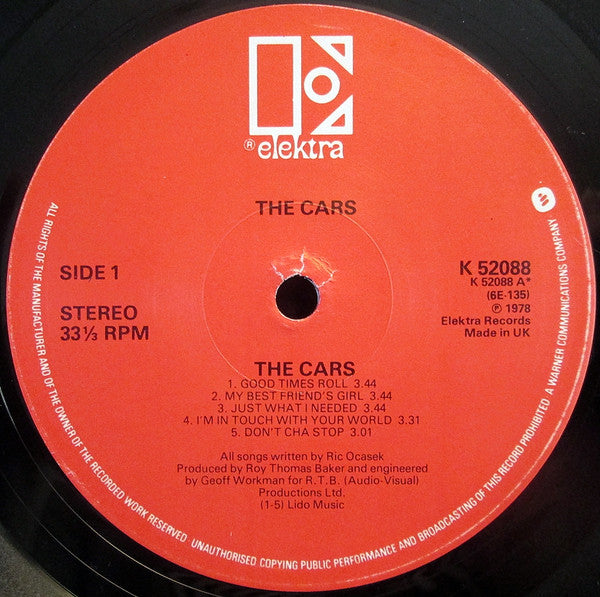 ® elektra
THE CARS
SIDE 1
STEREO
33⅓ RPM
K 52088
K 52088 A*
(6E-135)
℗ 1978
Elektra Records
Made in UK
THE CARS
1. GOOD TIMES ROLL 3.44
2. MY BEST FRIEND'S GIRL 3.44
3. JUST WHAT I NEEDED 3.44
4. I'M IN TOUCH WITH YOUR WORLD 3.31
5. DON'T CHA STOP 3.01
All songs written by Ric Ocasek
Produced by Roy Thomas Baker and engineered
by Geoff Workman for R.T.B. (Audio-Visual)
Productions Ltd.
(1-5) Lido Music
ALL RIGHTS OF THE MANUFACTURER AND OF THE OWNER OF THE RECORDED WORK RESERVED UNAUTHORISED COPYING PUBLIC PERFORMANCE AND BROADCASTING OF THIS RECORD PROHIBITED A WARNER COMMUNICATIONS COMPANY